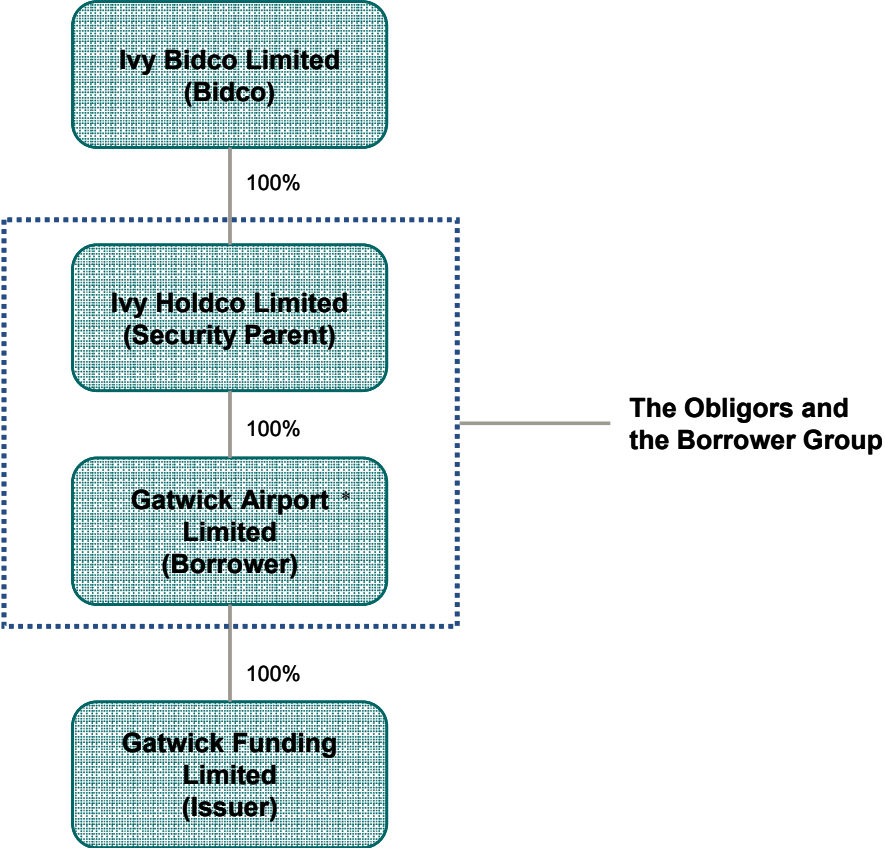 Ivy Bidco Limited
(Bidco)
100%
Ivy Holdco Limited
(Security Parent)
The Obligors and
the Borrower Group
100%
Gatwick Airport *
Limited
(Borrower)
100%
Gatwick Funding
Limited
(Issuer)